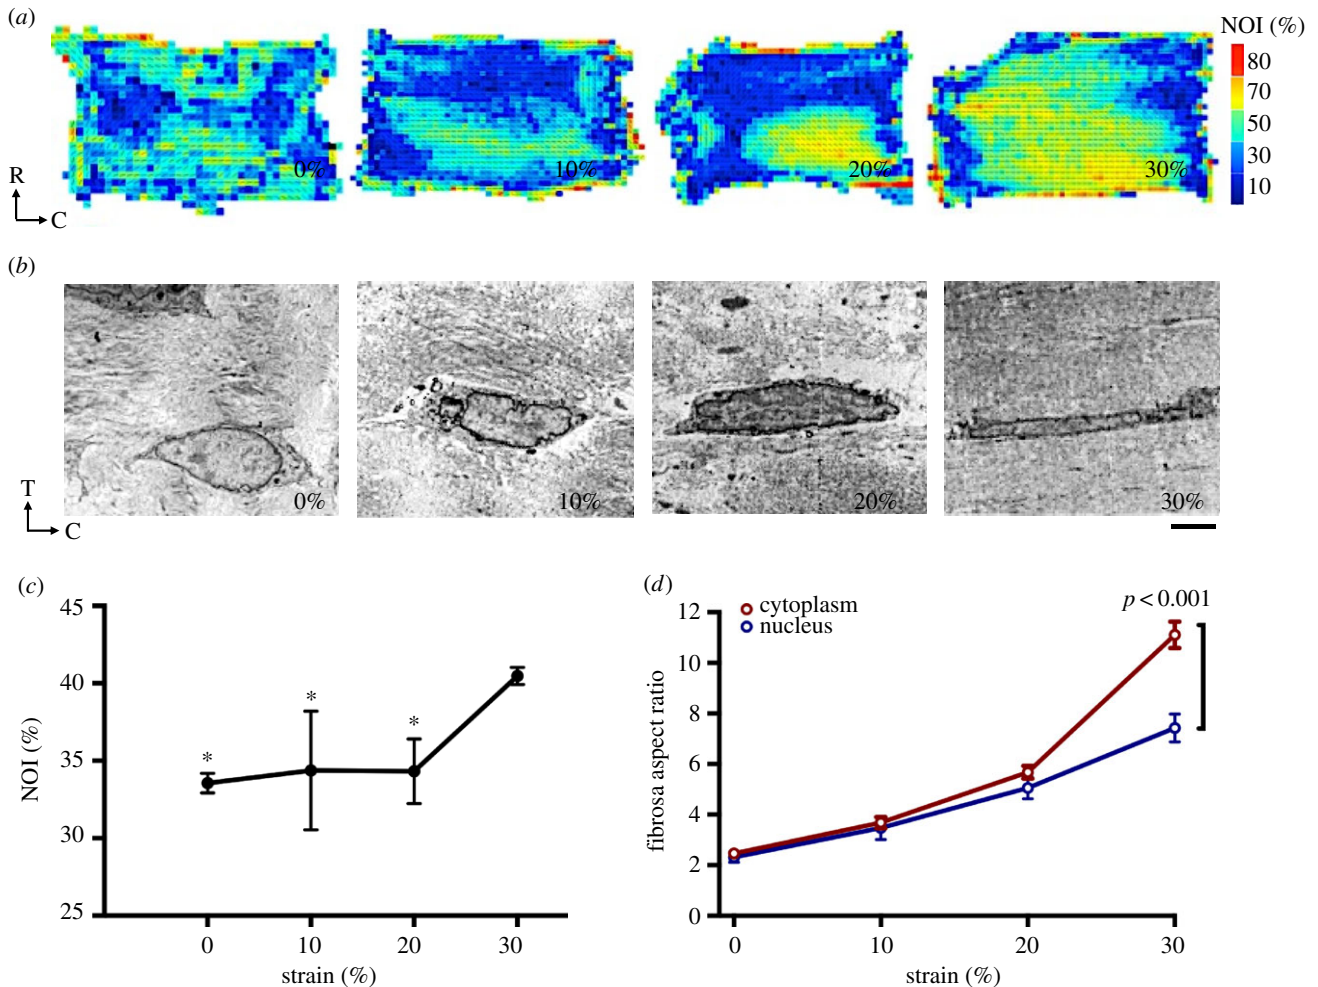 (a)
NOI (%)
80
70
50
30
10
0%
10%
20%
30%
R
C
(b)
0%
10%
20%
30%
T
C
(c)
45
40
35
30
25
NOI (%)
*
*
*
0
10
20
30
strain (%)
(d)
12
10
8
6
4
2
0
fibrosa aspect ratio
cytoplasm
nucleus
p < 0.001
0
10
20
30
strain (%)